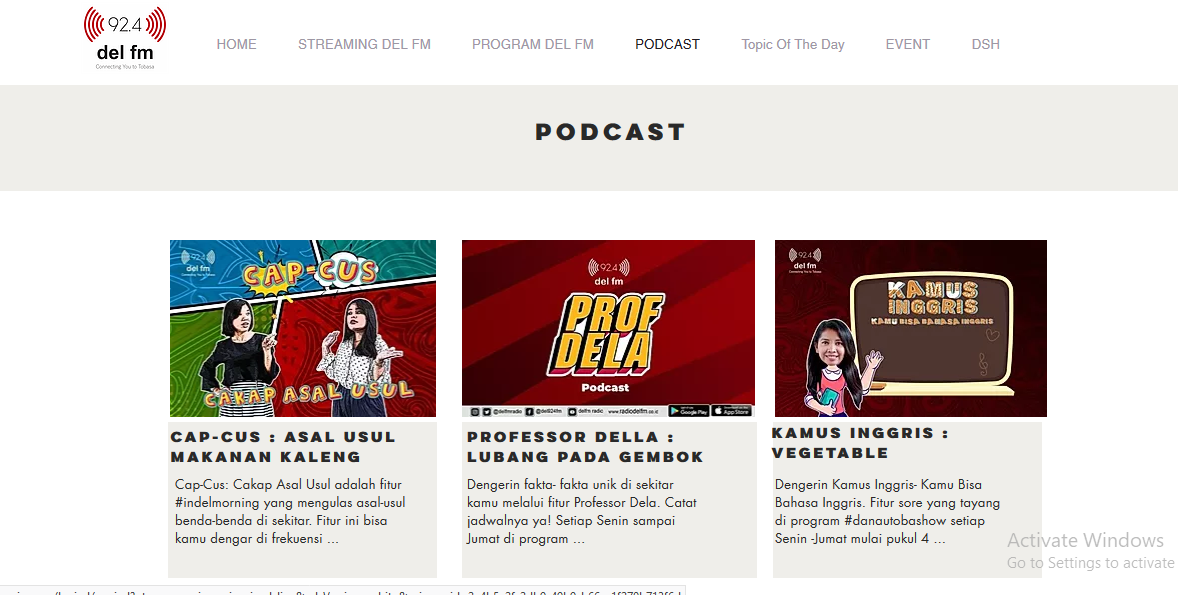 92.4
del fm
Connecting You to Tobasa
HOME
STREAMING DEL FM
PROGRAM DEL FM
PODCAST
Topic Of The Day
EVENT
DSH
PODCAST
92.4
del fm
CAP-CUS
CAKAP ASAL USUL
92.4
del fm
PROF
DELA
Podcast
@delfmradio @del924fm delfm radio www.radiodelfm.co.id Google Play App Store
92.4
del fm
KAMUS
INGGRIS
KAMU BISA BAHASA INGGRIS
CAP-CUS : ASAL USUL
MAKANAN KALENG
Cap-Cus: Cakap Asal Usul adalah fitur
#indelmorning yang mengulas asal-usul
benda-benda di sekitar. Fitur ini bisa
kamu dengar di frekuensi ...
PROFESSOR DELLA :
LUBANG PADA GEMBOK
Dengerin fakta- fakta unik di sekitar
kamu melalui fitur Professor Dela. Catat
jadwalnya ya! Setiap Senin sampai
Jumat di program ...
KAMUS INGGRIS :
VEGETABLE
Dengerin Kamus Inggris- Kamu Bisa
Bahasa Inggris. Fitur sore yang tayang
di program #danautobashow setiap
Senin -Jumat mulai pukul 4 ...
Activate Windows
Go to Settings to activate